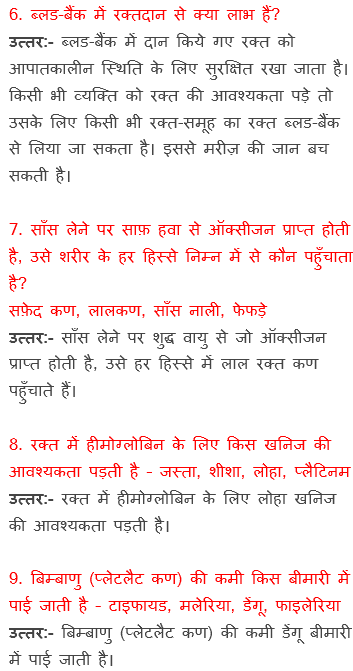 6. ब्लड-बैंक में रक्तदान से क्या लाभ हैं?
उत्तर:- ब्लड-बैंक में दान किये गए रक्त को
आपातकालीन स्थिति के लिए सुरक्षित रखा जाता है।
किसी भी व्यक्ति को रक्त की आवश्यकता पड़े तो
उसके लिए किसी भी रक्त-समूह का रक्त ब्लड-बैंक
से लिया जा सकता है। इससे मरीज़ की जान बच
सकती है।
7. साँस लेने पर साफ़ हवा से ऑक्सीजन प्राप्त होती
है, उसे शरीर के हर हिस्से निम्न में से कौन पहुँचाता
है?
सफ़ेद कण, लालकण, साँस नाली, फेफड़े
उत्तर:- साँस लेने पर शुद्ध वायु से जो ऑक्सीजन
प्राप्त होती है, उसे हर हिस्से में लाल रक्त कण
पहुँचाते हैं।
8. रक्त में हीमोग्लोबिन के लिए किस खनिज की
आवश्यकता पड़ती है - जस्ता, शीशा, लोहा, प्लैटिनम
उत्तर:- रक्त में हीमोग्लोबिन के लिए लोहा खनिज
की आवश्यकता पड़ती है।
9. बिम्बाणु (प्लेटलैट कण) की कमी किस बीमारी में
पाई जाती है - टाइफायड, मलेरिया, डेंगू, फाइलेरिया
उत्तर:- बिम्बाणु (प्लेटलैट कण) की कमी डेंगू बीमारी
में पाई जाती है।